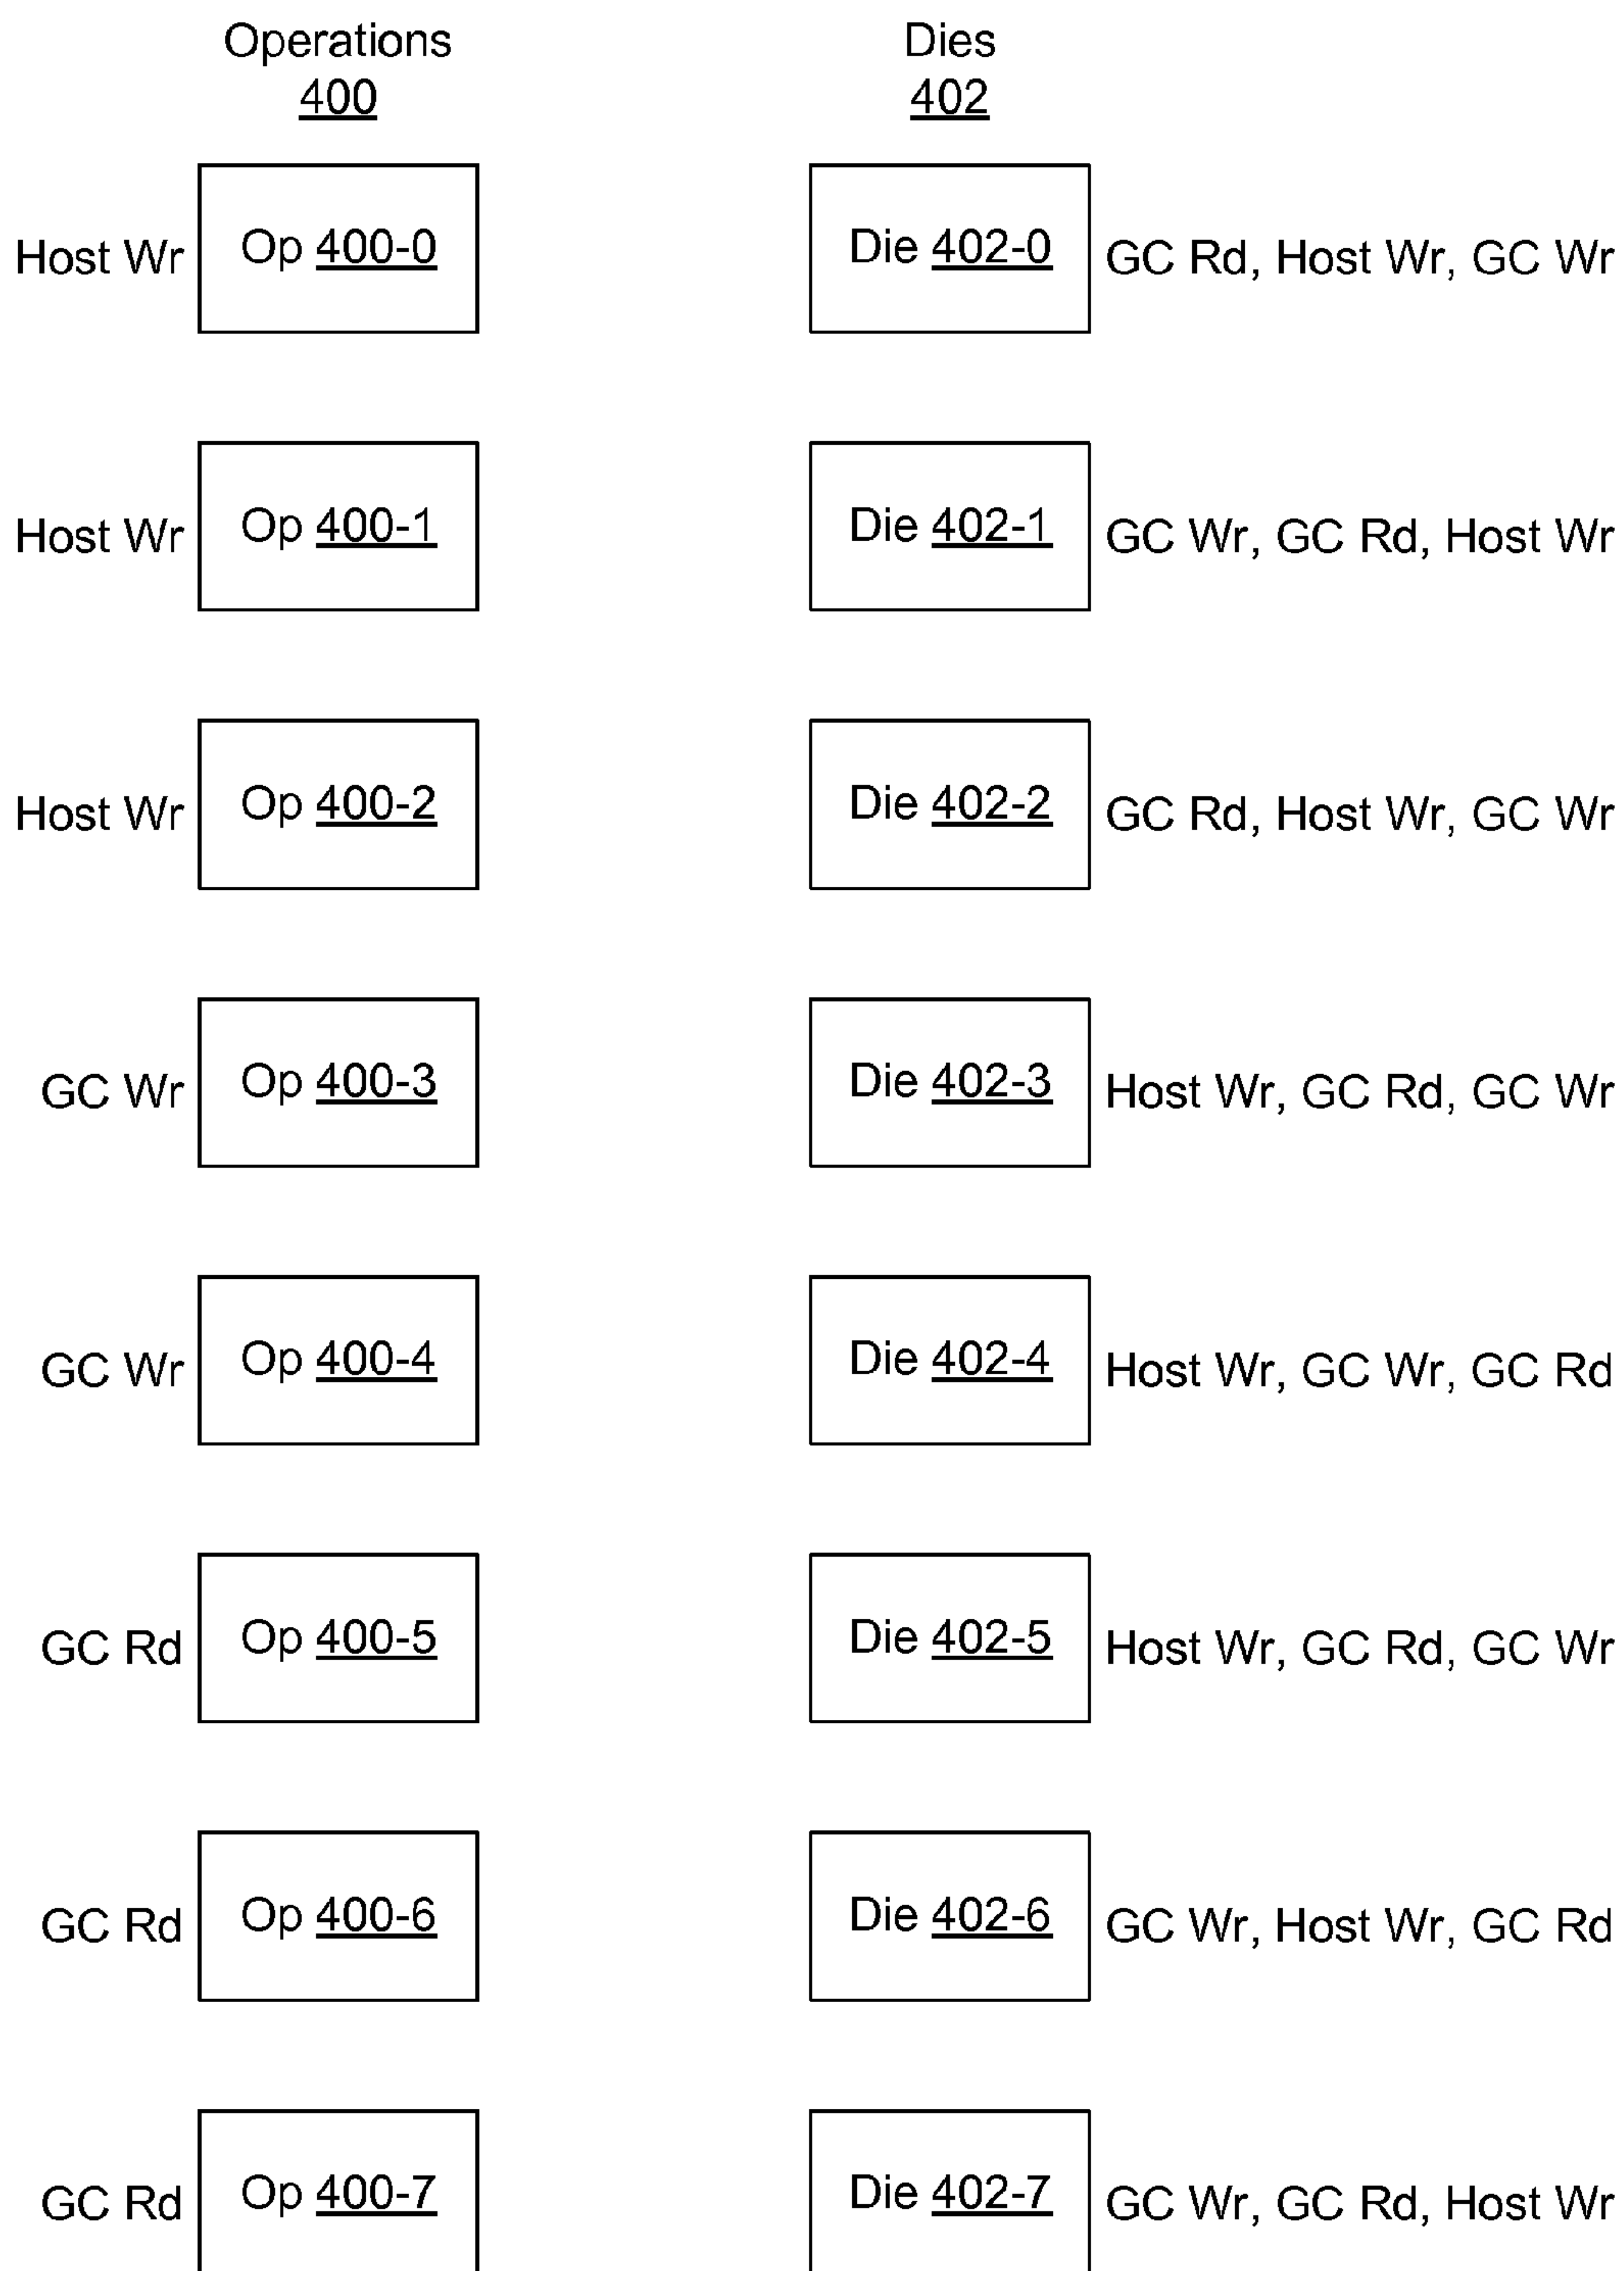 Operations Dies
400 402
Host Wr Op 400-0 Die 402-0 GC Rd, Host Wr, GC Wr
Host Wr Op 400-1 Die 402-1 GC Wr, GC Rd, Host Wr
Host Wr Op 400-2 Die 402-2 GC Rd, Host Wr, GC Wr
GC Wr Op 400-3 Die 402-3 Host Wr, GC Rd, GC Wr
GC Wr Op 400-4 Die 402-4 Host Wr, GC Wr, GC Rd
GC Rd Op 400-5 Die 402-5 Host Wr, GC Rd, GC Wr
GC Rd Op 400-6 Die 402-6 GC Wr, Host Wr, GC Rd
GC Rd Op 400-7 Die 402-7 GC Wr, GC Rd, Host Wr